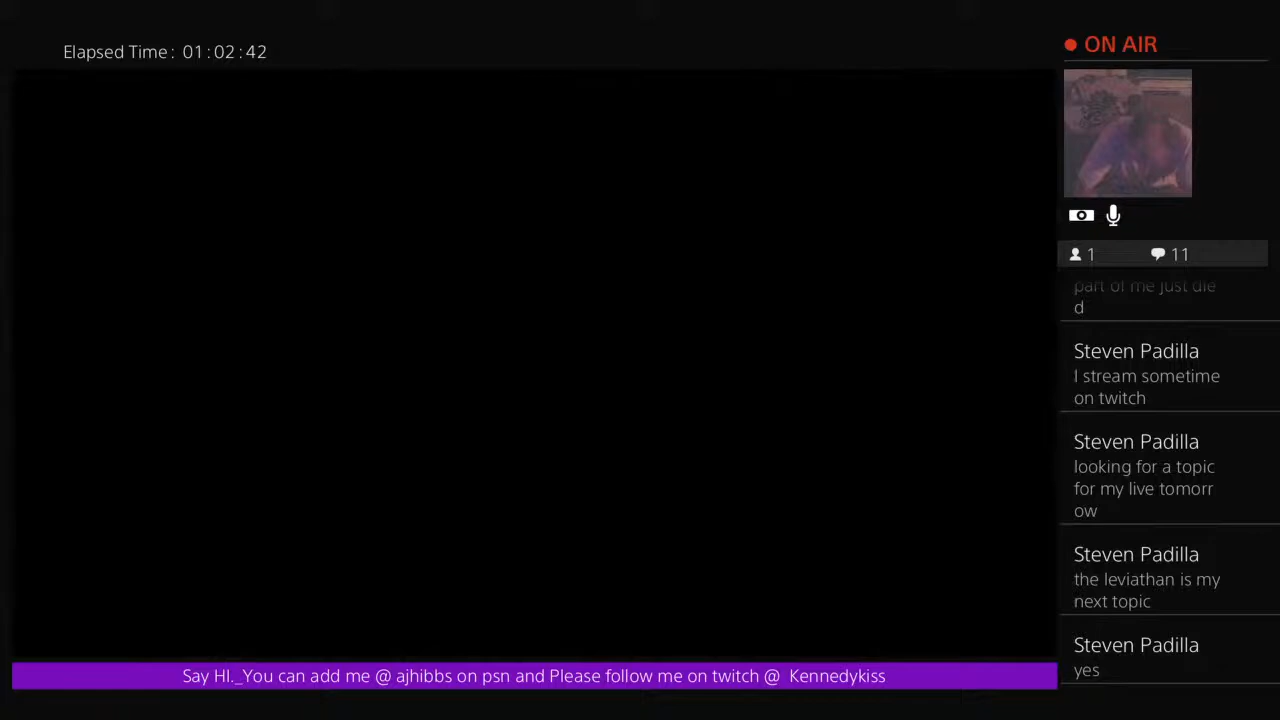 Elapsed Time: 01:02:42
ON AIR
1 11
part of me just die
d
Steven Padilla
I stream sometime
on twitch
Steven Padilla
looking for a topic
for my live tomorr
ow
Steven Padilla
the leviathan is my
next topic
Steven Padilla
yes
Say HI._You can add me @ ajhibbs on psn and Please follow me on twitch @ Kennedykiss